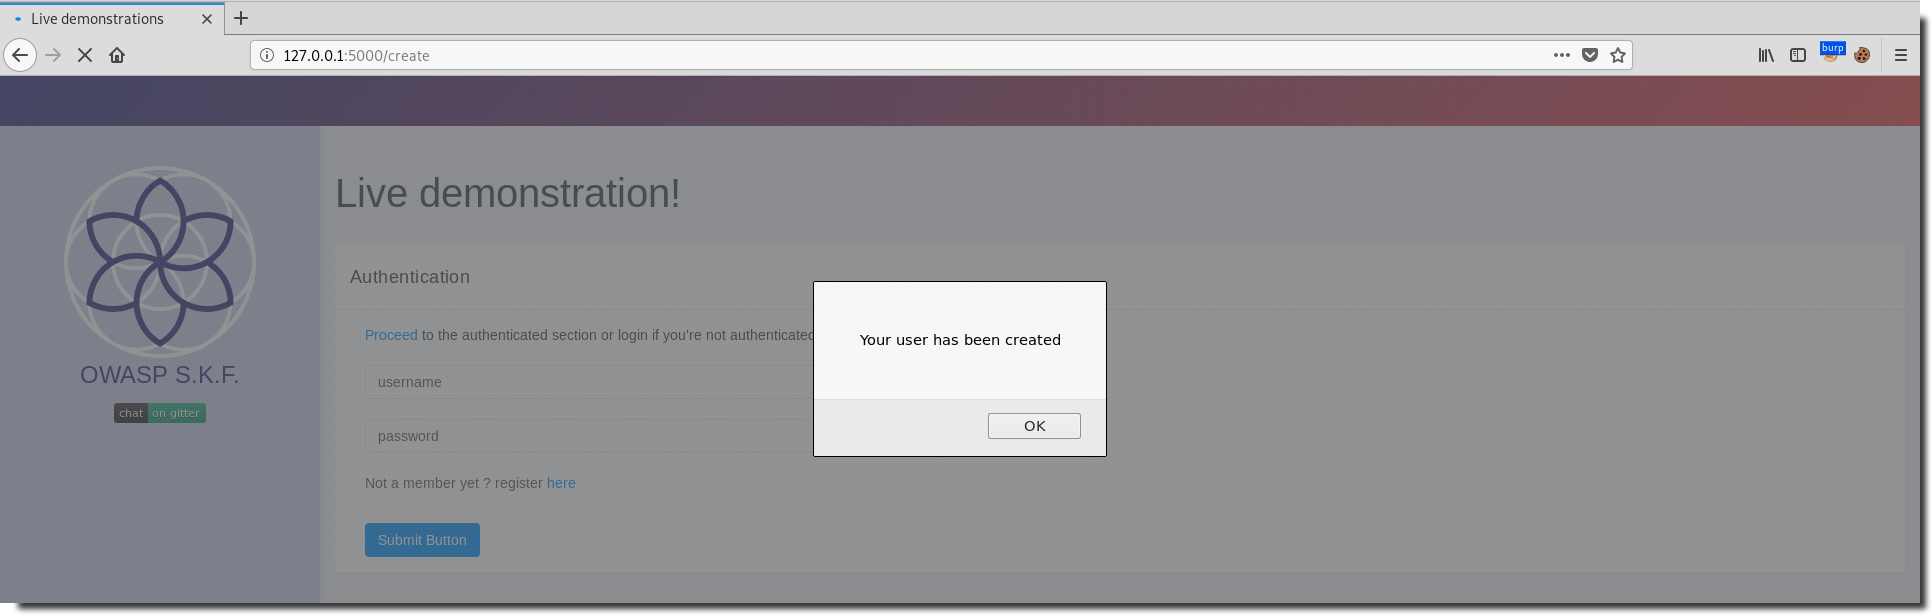 Live demonstrations
127.0.0.1:5000/create
burp
Live demonstration!
Authentication
Proceed to the authenticated section or login if you're not authenticated
Your user has been created
OK
username
password
Not a member yet ? register here
Submit Button
OWASP S.K.F.
chat on gitter